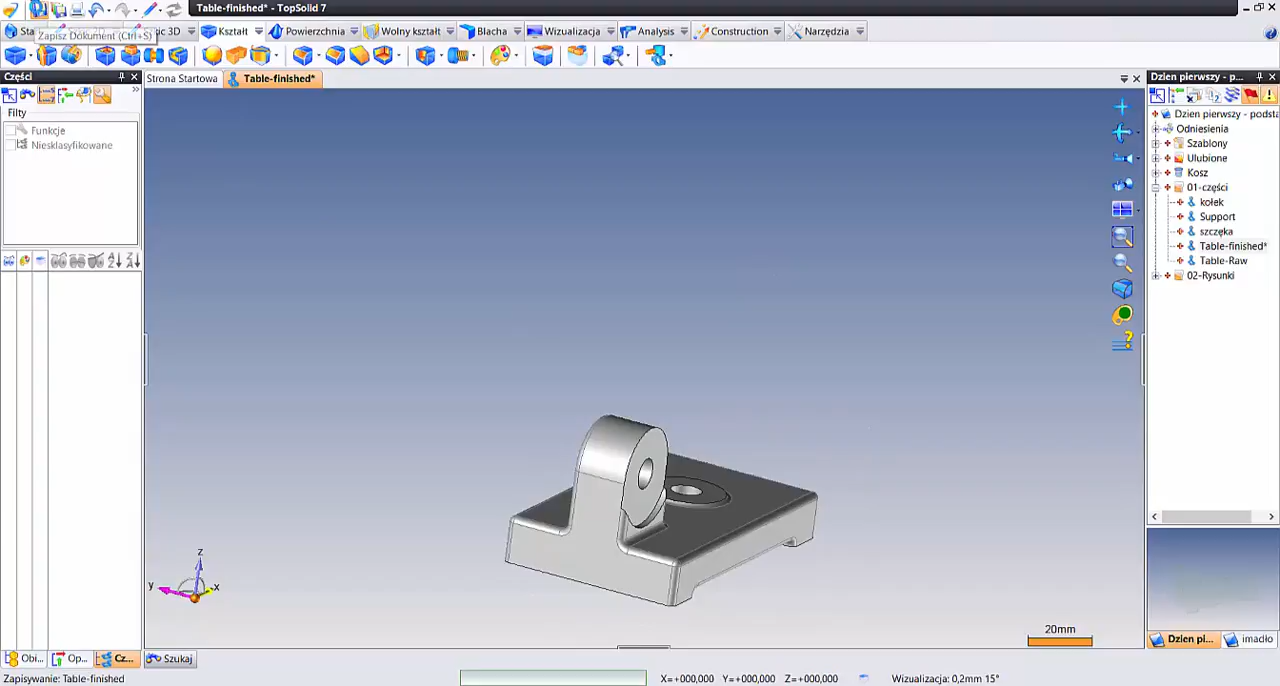 Table-finished* - TopSolid 7
Zapisz Dokument (Ctrl+S)
3D
Kształt
Powierzchnia
Wolny kształt
Blacha
Wizualizacja
Analysis
Construction
Narzędzia
Części
Strona Startowa
Table-finished*
Dzien pierwszy - p...
Filty
Funkcje
Niesklasyfikowane
Dzien pierwszy - podsta
Odniesienia
Szablony
Ulubione
Kosz
01-części
kołek
Support
szczęka
Table-finished*
Table-Raw
02-Rysunki
z
y
x
20mm
Obi...
Op...
Cz...
Szukaj
Dzien pi...
imadło
Zapisywanie: Table-finished
X=+000,000 Y=+000,000 Z=+000,000
Wizualizacja: 0,2mm 15°